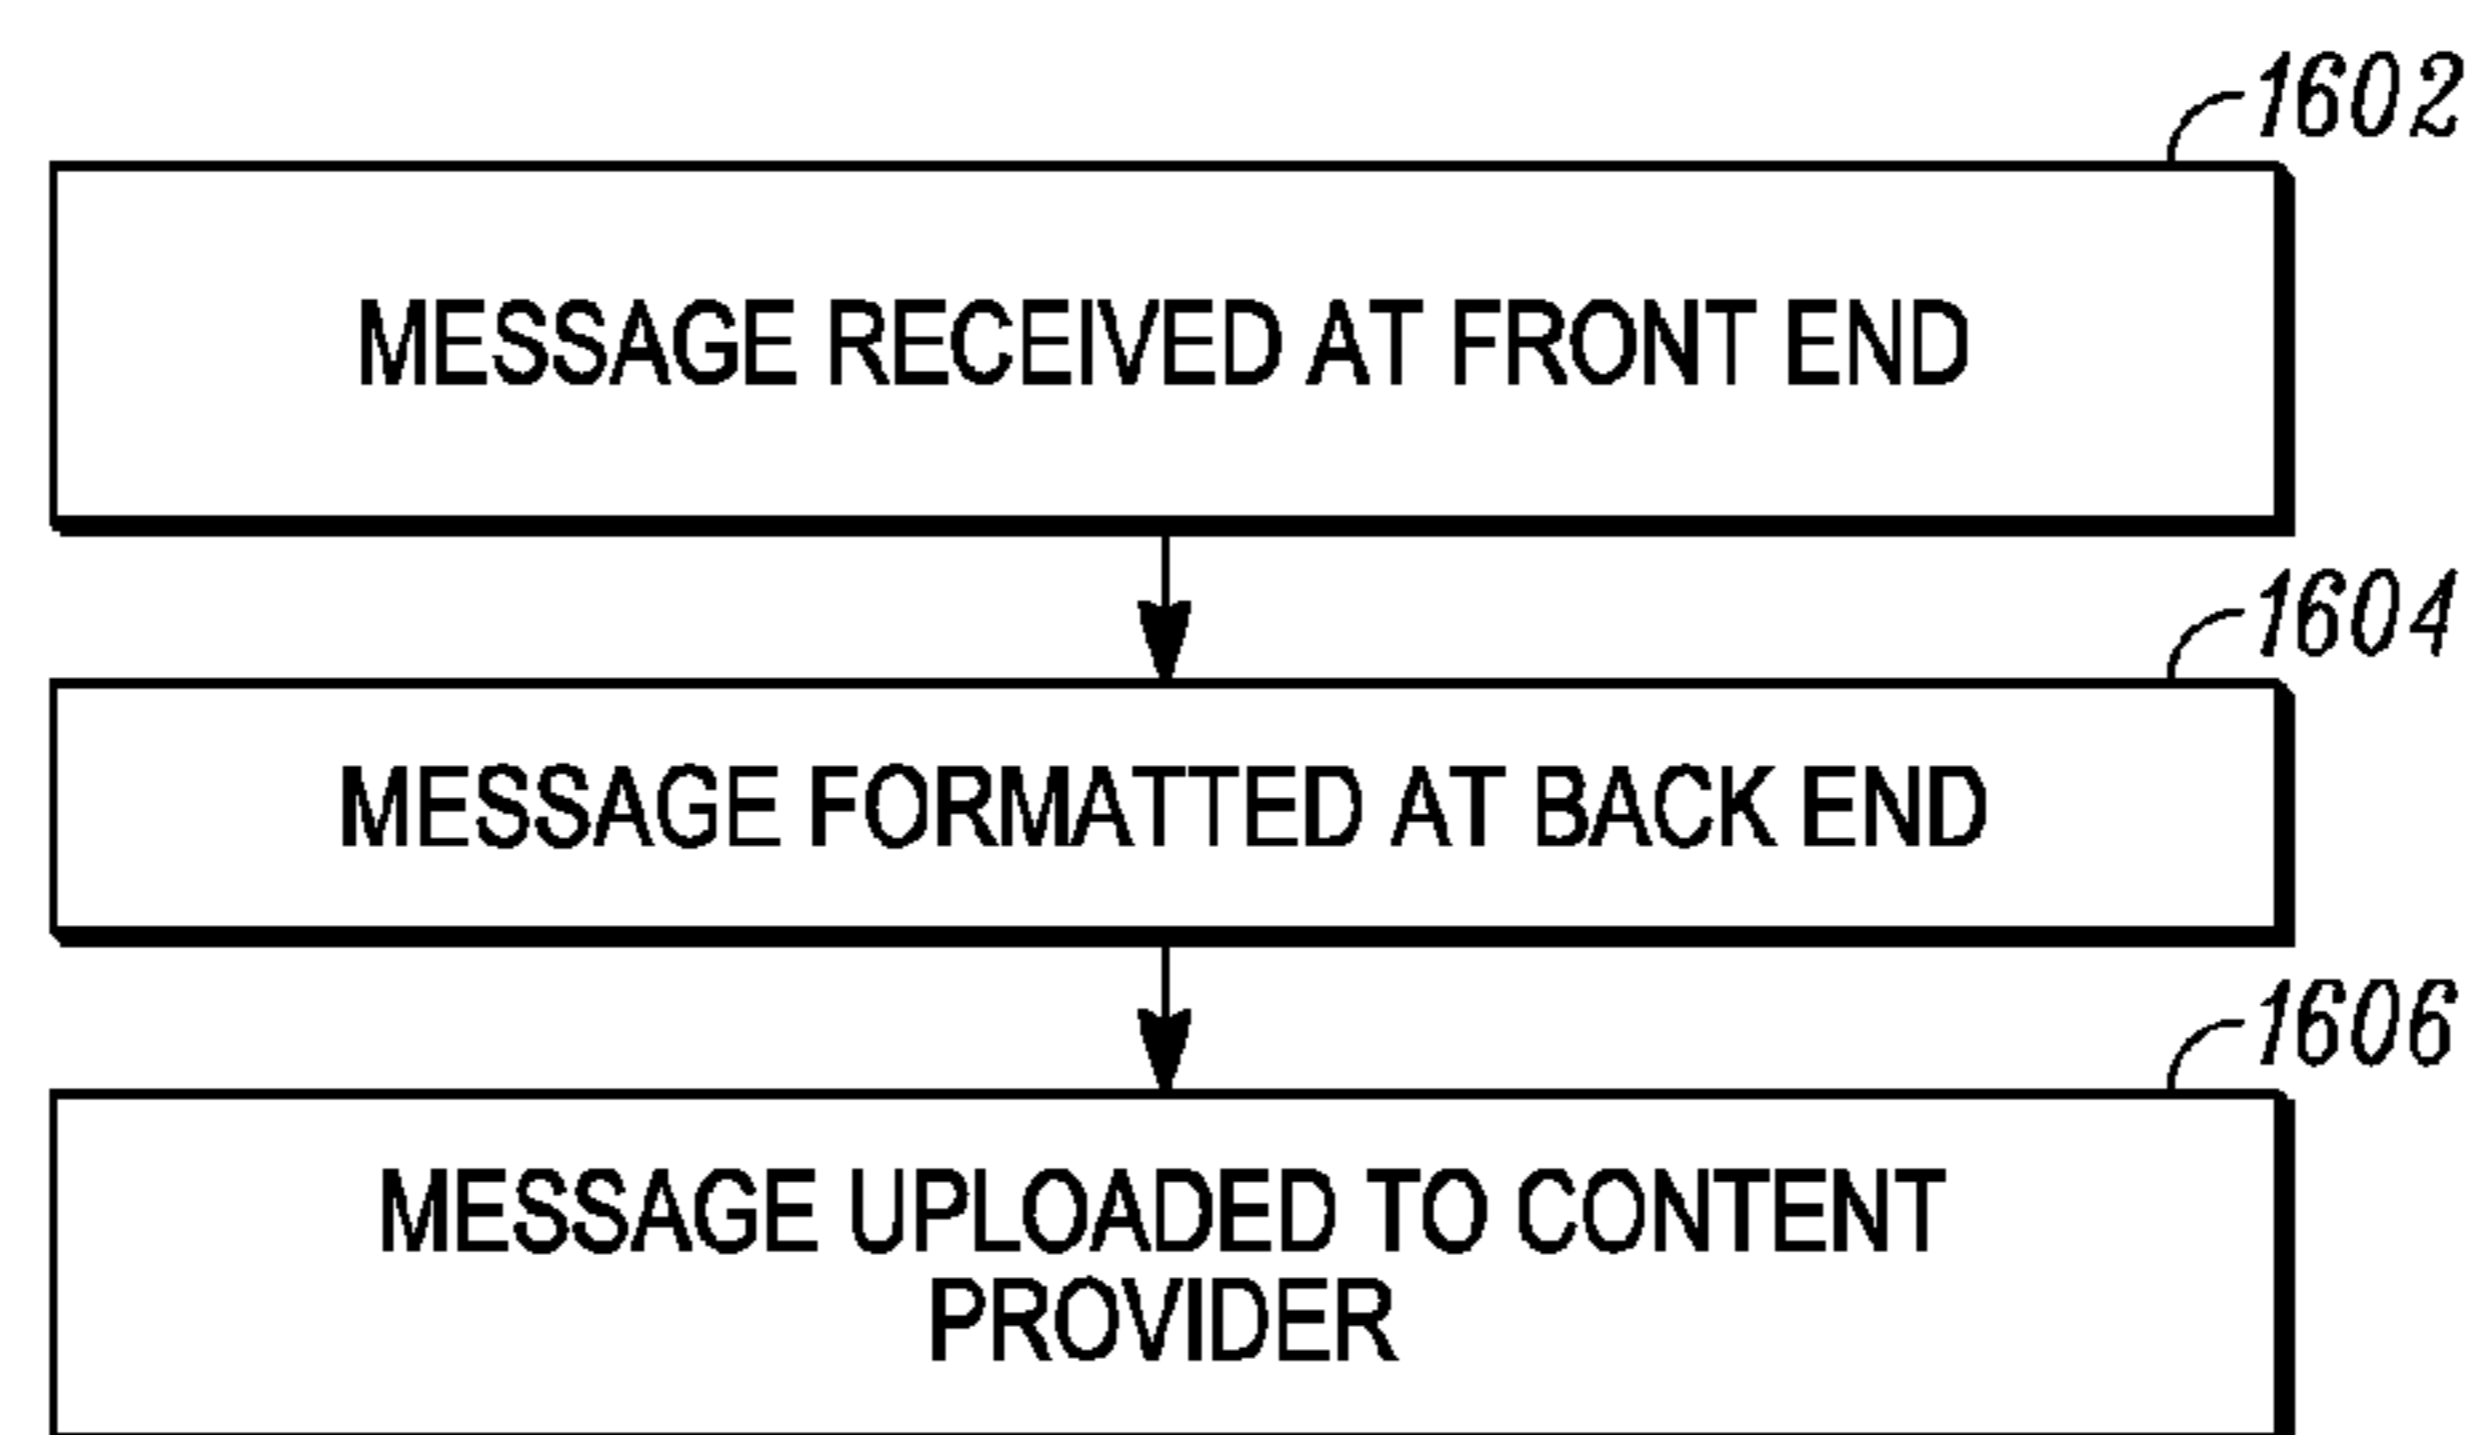 1602
MESSAGE RECEIVED AT FRONT END
1604
MESSAGE FORMATTED AT BACK END
1606
MESSAGE UPLOADED TO CONTENT
PROVIDER